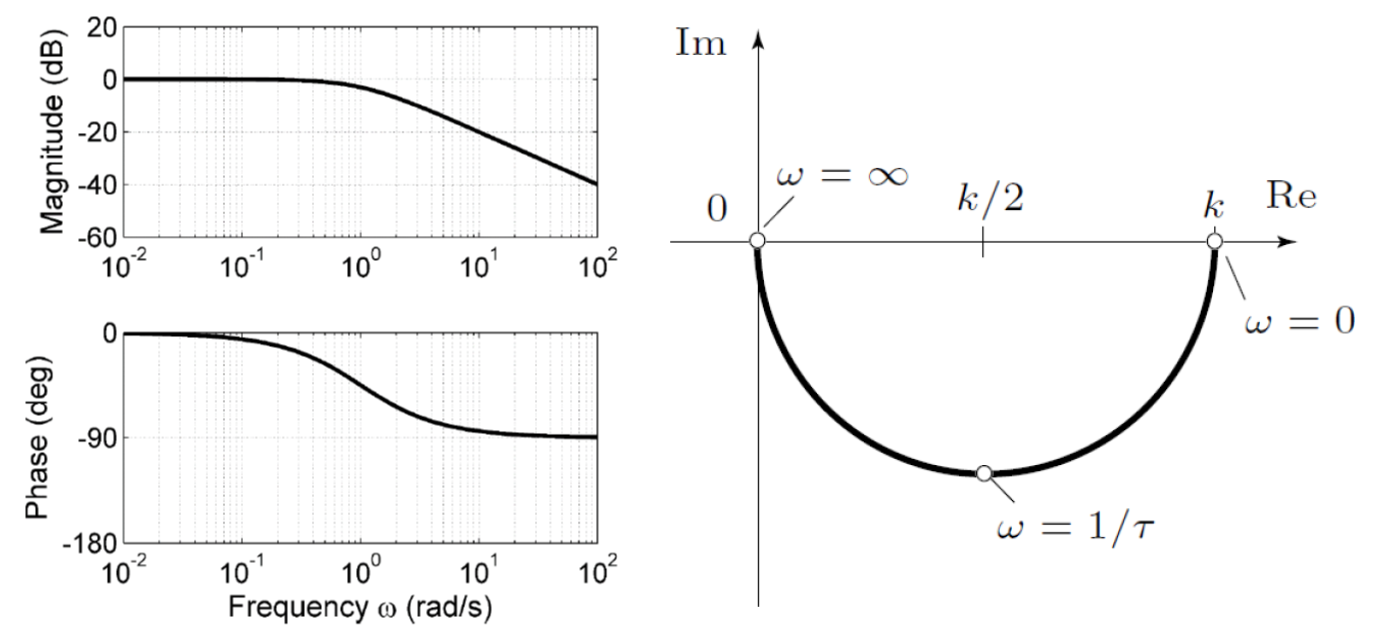 Magnitude (dB)
20
0
-20
-40
-60
10^-2 10^-1 10^0 10^1 10^2
Phase (deg)
0
-90
-180
10^-2 10^-1 10^0 10^1 10^2
Frequency ω (rad/s)
Im
ω = ∞
0
k/2
k
Re
ω = 0
ω = 1/τ